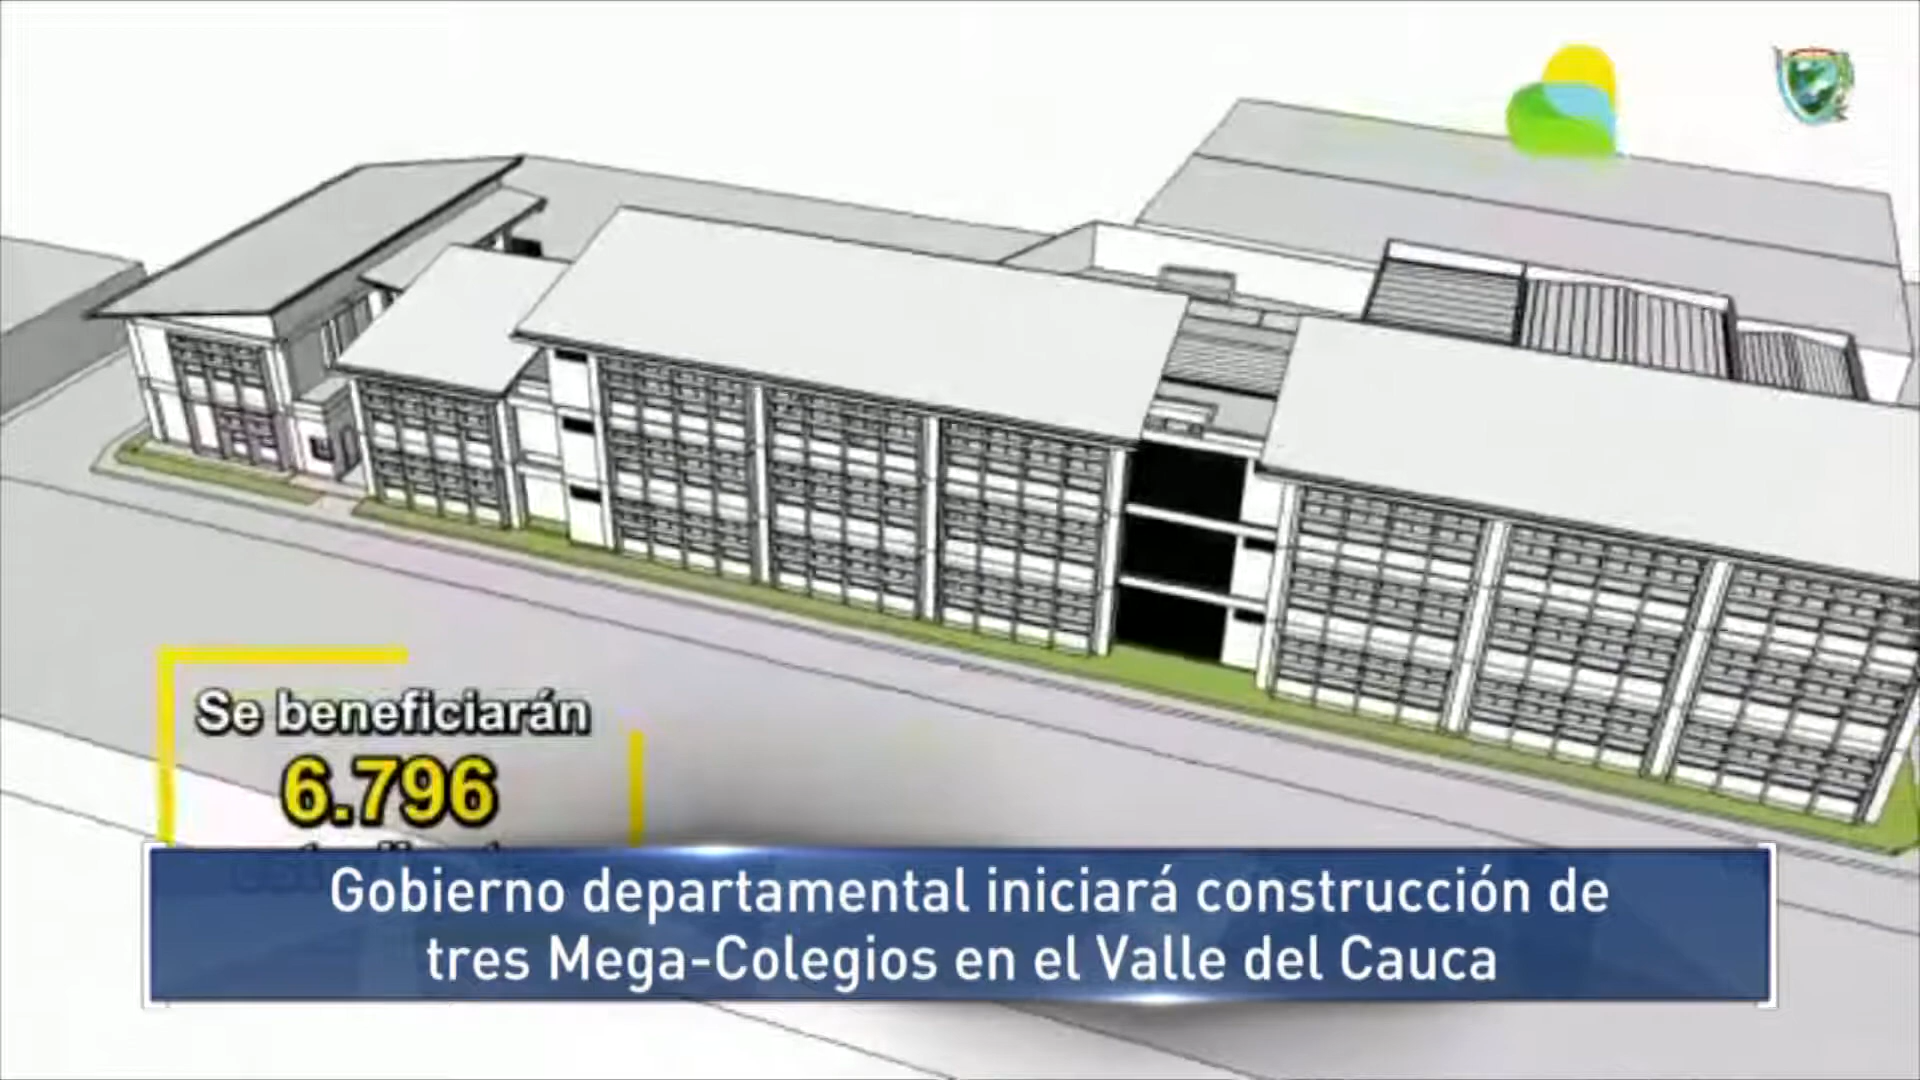 Se beneficiarán
6.796
Gobierno departamental iniciará construcción de
tres Mega-Colegios en el Valle del Cauca